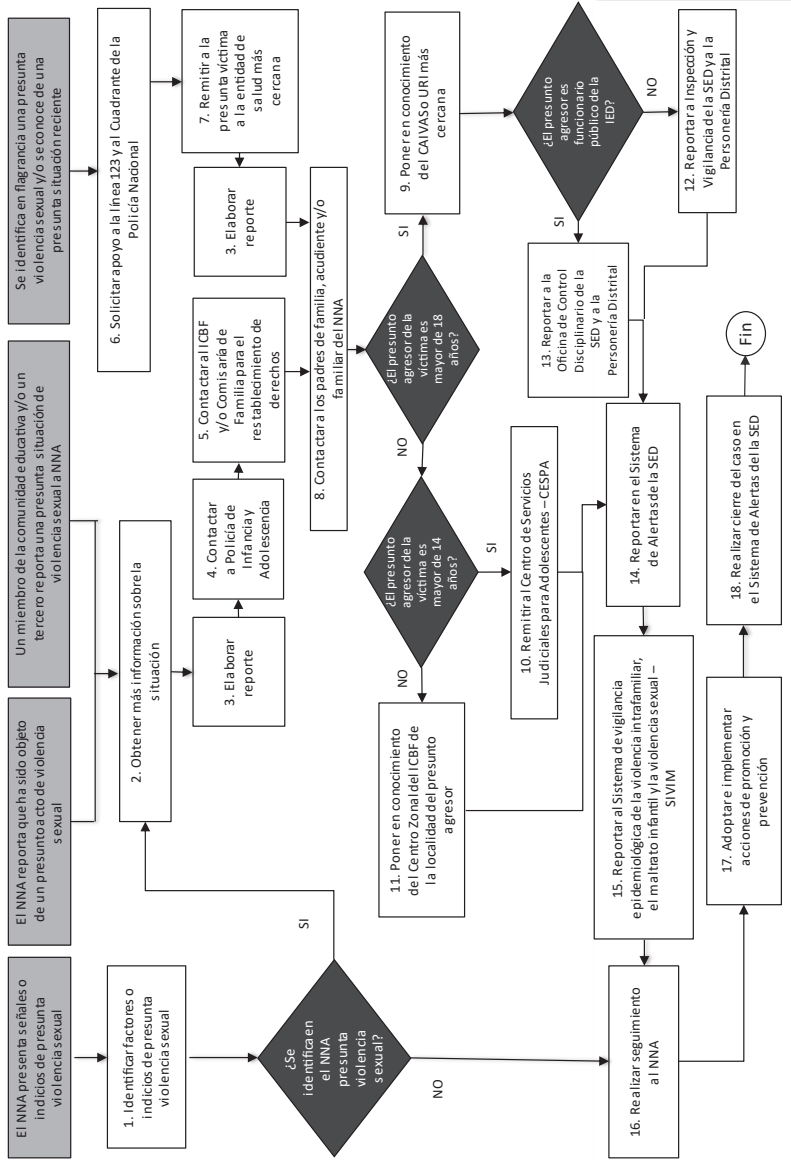 El NNA presenta señales o
indicios de presunta
violencia sexual
El NNA reporta que ha sido objeto
de un presunto acto de violencia
sexual
Un miembro de la comunidad educativa y/o un
tercero reporta una presunta situación de
violencia sexual a NNA
Se identifica en flagrancia una presunta
violencia sexual y/o se conoce de una
presunta situación reciente
1. Identificar factores o
indicios de presunta
violencia sexual
2. Obtener más información sobre la
situación
6. Solicitar apoyo a la línea 123 y al Cuadrante de la
Policía Nacional
¿Se
identifica en
el NNA
presunta
violencia
sexual?
SI
NO
3. Elaborar
reporte
4. Contactar
a Policía de
Infancia y
Adolescencia
5. Contactar al ICBF
y/o Comisaría de
Familia para el
restablecimiento de
derechos
3. Elaborar
reporte
7. Remitir a la
presunta víctima
a la entidad de
salud más
cercana
8. Contactar a los padres de familia, acudiente y/o
familiar del NNA
¿El presunto
agresor de la
víctima es
mayor de 18
años?
SI
NO
9. Poner en conocimiento
del CAIVAS o URI más
cercana
¿El presunto
agresor de la
víctima es
mayor de 14
años?
NO
SI
¿El presunto
agresor es
funcionario
público de la
IED?
SI
NO
11. Poner en conocimiento
del Centro Zonal del ICBF de
la localidad del presunto
agresor
10. Remitir al Centro de Servicios
Judiciales para Adolescentes – CESPA
13. Reportar a la
Oficina de Control
Disciplinario de la
SED y a la
Personería Distrital
12. Reportar a Inspección y
Vigilancia de la SED y a la
Personería Distrital
14. Reportar en el Sistema
de Alertas de la SED
15. Reportar al Sistema de vigilancia
epidemiológica de la violencia intrafamiliar,
el maltrato infantil y la violencia sexual –
SIVIM
16. Realizar seguimiento
al NNA
17. Adoptar e implementar
acciones de promoción y
prevención
18. Realizar cierre del caso en
el Sistema de Alertas de la SED
Fin